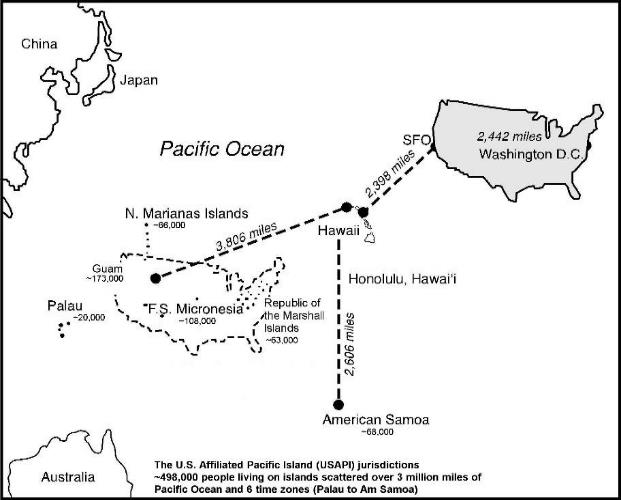 China
Japan
Pacific Ocean
SFO
2,442 miles
Washington D.C.
2,398 miles
N. Marianas Islands
~66,000
3,806 miles
Hawaii
Guam
~173,000
Honolulu, Hawai'i
Palau
~20,000
F.S. Micronesia
~108,000
Republic of
the Marshall
Islands
~63,000
2,606 miles
American Samoa
~68,000
Australia
The U.S. Affiliated Pacific Island (USAPI) jurisdictions
~498,000 people living on islands scattered over 3 million miles of
Pacific Ocean and 6 time zones (Palau to Am Samoa)